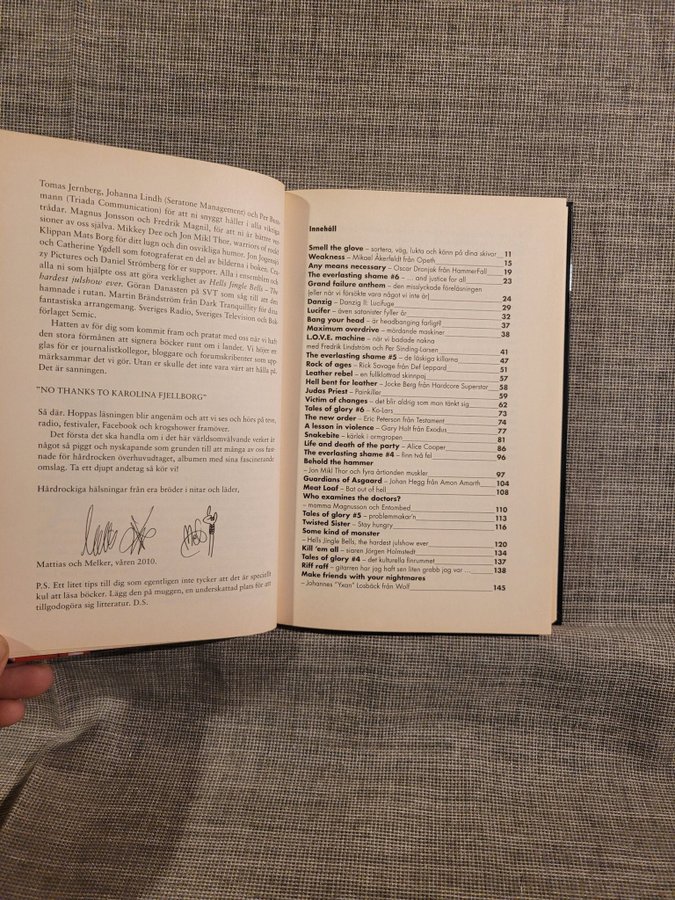 Tomas Jernberg, Johanna Lindh (Seratone Management) och Per
mann (Triada Communication) för att ni snyggt håller i alla viktiga
trådar. Magnus Jonsson och Fredrik Magnil, för att ni är bättre ver-
sioner av oss själva. Mikkey Dee och Jon Mikl Thor, warriors of rock!
Klippan Mats Borg för ditt lugn och din osvikliga humor. Jon
och Catherine Ygdell som fotograferat en del av bilderna i boken.
zy Pictures och Daniel Strömberg för er support. Alla i ensemblen och
alla ni som hjälpte oss att göra verklighet av Hells Jingle Bells – The
hardest julshow ever. Göran Danasten på SVT som såg till att den
hamnade i rutan. Martin Brändström från Dark Tranquillity för dina
fantastiska arrangemang. Sveriges Radio, Sveriges Television och Bok-
förlaget Semic.
Hatten av för dig som kommit fram och pratat med oss när vi haft
den stora förmånen att signera böcker runt om i landet. Vi höjer ett
glas för er journalistkollegor, bloggare och forumskribenter som upp-
märksammar det vi gör. Utan er skulle det inte vara värt att hålla på.
Det är sanningen.
"NO THANKS TO KAROLINA FJELLBORG"
Så där. Hoppas läsningen blir angenäm och att vi ses och hörs på teve,
radio, festivaler, Facebook och krogshower framöver.
Det första det ska handla om i det här världsomvälvande verket är
något så piggt och nyskapande som grunden till att många av oss fast-
nade för hårdrocken överhuvudtaget, albumen med sina fascinerande
omslag. Ta ett djupt andetag så kör vi!
Hårdrockiga hälsningar från era bröder i nitar och läder,
Mattias och Melker, våren 2010.
P.S. Ett litet tips till dig som egentligen inte tycker att det är speciellt
kul att läsa böcker. Lägg den på muggen, en underskattad plats för att
tillgodogöra sig litteratur. D.S.
Innehåll
Smell the glove – sortera, väg, lukta och känn på dina skivor 11
Weakness – Mikael Åkerfeldt från Opeth 15
Any means necessary – Oscar Dronjak från HammerFall 19
The everlasting shame #6 – ... and justice for all 23
Grand failure anthem – den misslyckade föreläsningen
(eller när vi försökte vara något vi inte är) 24
Danzig – Danzig II: Lucifuge 29
Lucifer – även satanister fyller år 32
Bang your head – är headbanging farligt? 37
Maximum overdrive – mördande maskiner 38
L.O.V.E. machine – när vi badade nakna
med Fredrik Lindström och Per Sinding-Larsen 41
The everlasting shame #5 – de läskiga killarna 47
Rock of ages – Rick Savage från Def Leppard 51
Leather rebel – en fullklottrad skinnpaj 57
Hell bent for leather – Jocke Berg från Hardcore Superstar 58
Judas Priest – Painkiller 59
Victim of changes – det blir aldrig som man tänkt sig 62
Tales of glory #6 – Ko-Lars 73
The new order – Eric Peterson från Testament 74
A lesson in violence – Gary Holt från Exodus 77
Snakebite – kärlek i ormgropen 81
Life and death of the party – Alice Cooper 86
The everlasting shame #4 – finn två fel 96
Behold the hammer
– Jon Mikl Thor och fyra årtionden muskler 97
Guardians of Asgaard – Johan Hegg från Amon Amarth 104
Meat Loaf – Bat out of hell 108
Who examines the doctors?
– mamma Magnusson och Entombed 110
Tales of glory #5 – problemmakar'n 113
Twisted Sister – Stay hungry 116
Some kind of monster
– Hells Jingle Bells, the hardest julshow ever 120
Kill 'em all – siaren Jörgen Holmstedt 134
Tales of glory #4 – det kulturella finrummet 137
Riff raff – gitarren har jag haft sen liten grabb jag var ... 138
Make friends with your nightmares
– Johannes "Yxan" Losbäck från Wolf 145